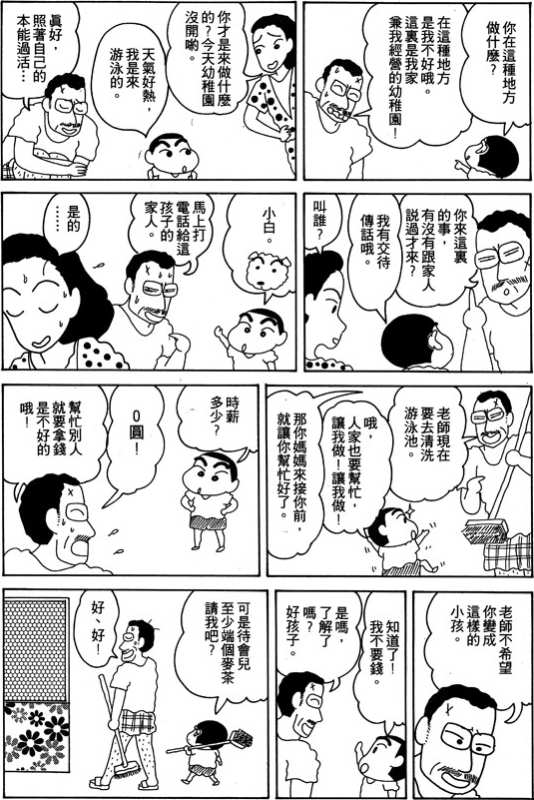 你在這種地方
做什麼？
在這種地方
是我不好哦。
這裏是我家
兼我經營的幼稚園！
你才是來做什麼
的？今天幼稚園
沒開喲。
天氣好熱，
我是來
游泳的。
真好，
照著自己的
本能過活…
你來這裏
的事，
有沒有跟家人
說過才來？
我有交待
傳話哦。
叫誰？
小白。
馬上打
電話給這
孩子的
家人。
是的
……
老師現在
要去清洗
游泳池。
哦，
人家也要幫忙，
讓我做！讓我做！
那你媽媽來接你前，
就讓你幫忙好了。
時薪
多少？
0圓！
幫忙別人
就要拿錢
是不好的
哦！
老師不希望
你變成
這樣的
小孩。
知道了！
我不要錢。
是嗎，
了解了
嗎？
好孩子。
可是待會兒
至少端個麥茶
請我吧？
好、好！